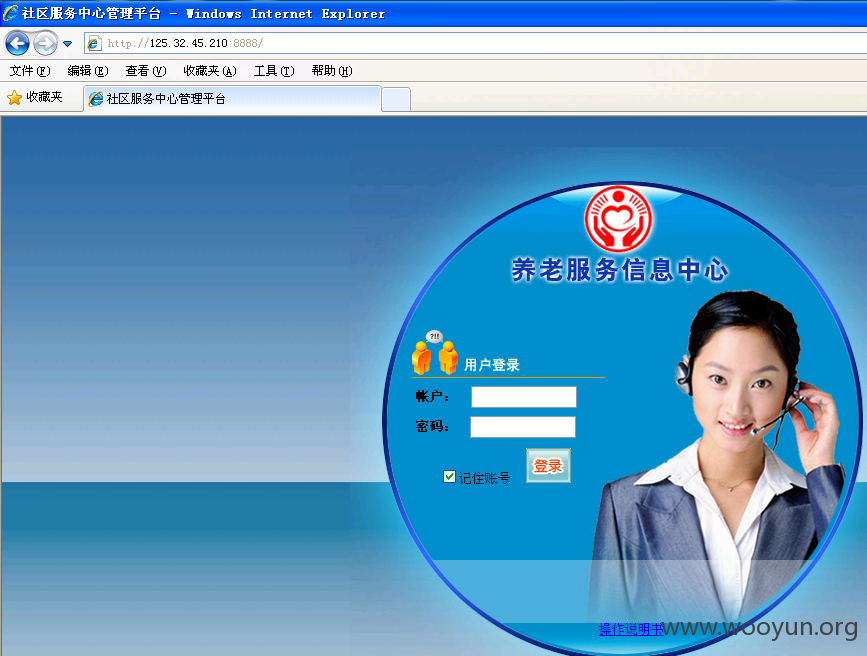 社区服务中心管理平台 - Windows Internet Explorer
http://125.32.45.210:8888/
文件(F) 编辑(E) 查看(V) 收藏夹(A) 工具(T) 帮助(H)
收藏夹 社区服务中心管理平台
养老服务信息中心
?!!
用户登录
帐户：
密码：
登录
记住账号
操作说明书
www.wooyun.org